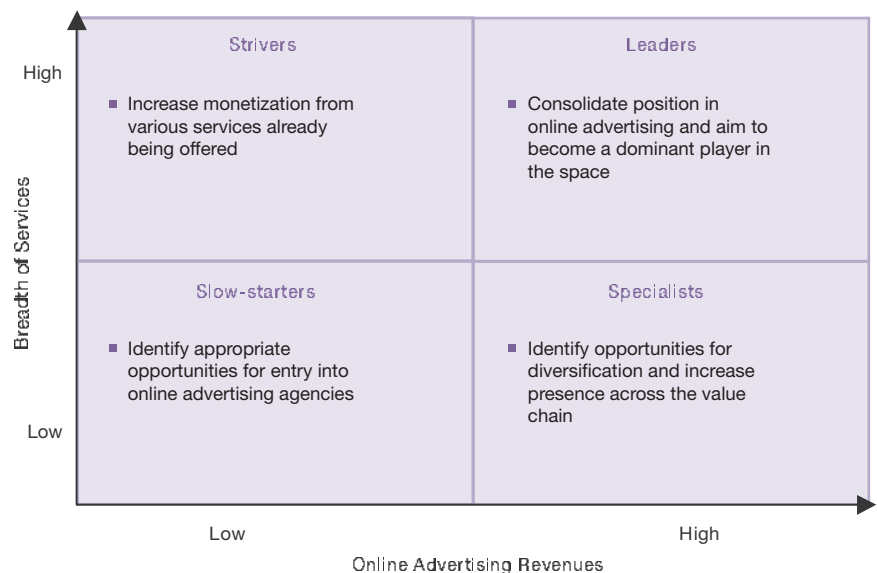 Strivers
Leaders
High
Increase monetization from
various services already
being offered
Consolidate position in
online advertising and aim to
become a dominant player in
the space
Breadth of Services
Slow-starters
Specialists
Identify appropriate
opportunities for entry into
online advertising agencies
Identify opportunities for
diversification and increase
presence across the value
chain
Low
Low
High
Online Advertising Revenues